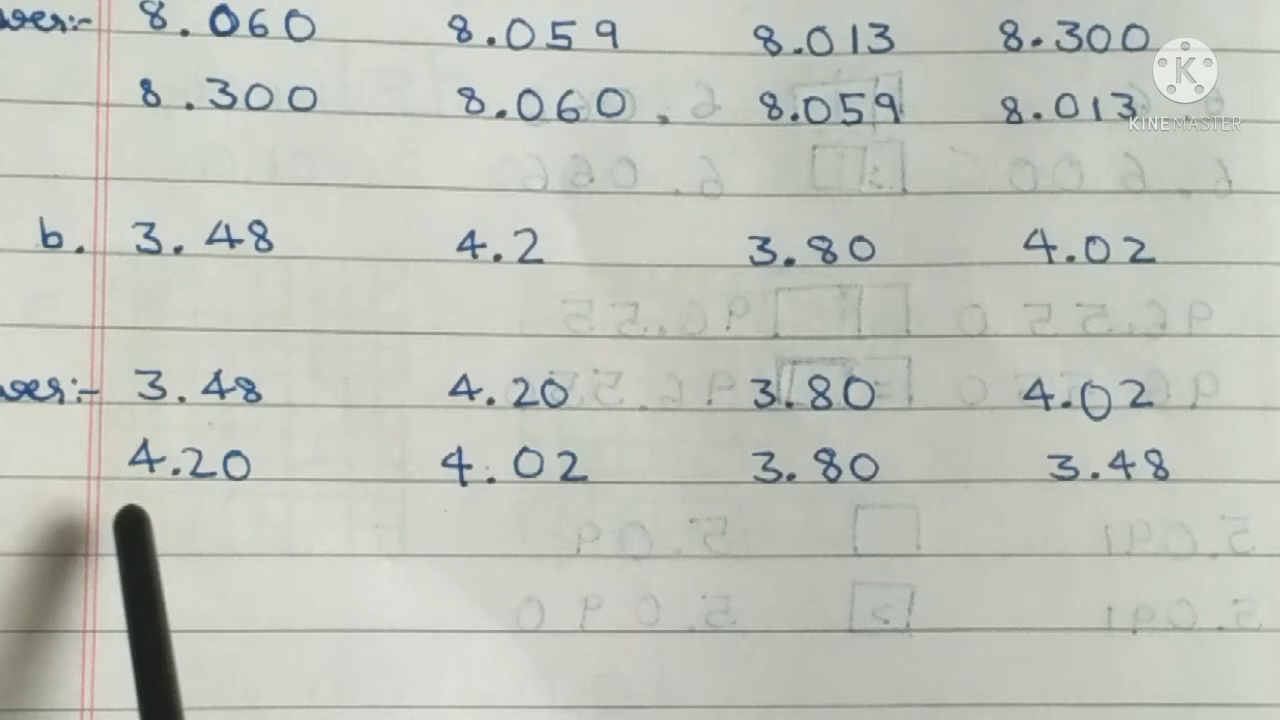 8.060 8.059 8.013 8.300
8.300 8.060 8.059 8.013
KINEMASTER
b. 3.48 4.2 3.80 4.02
3.48 4.20 3.80 4.02
4.20 4.02 3.80 3.48